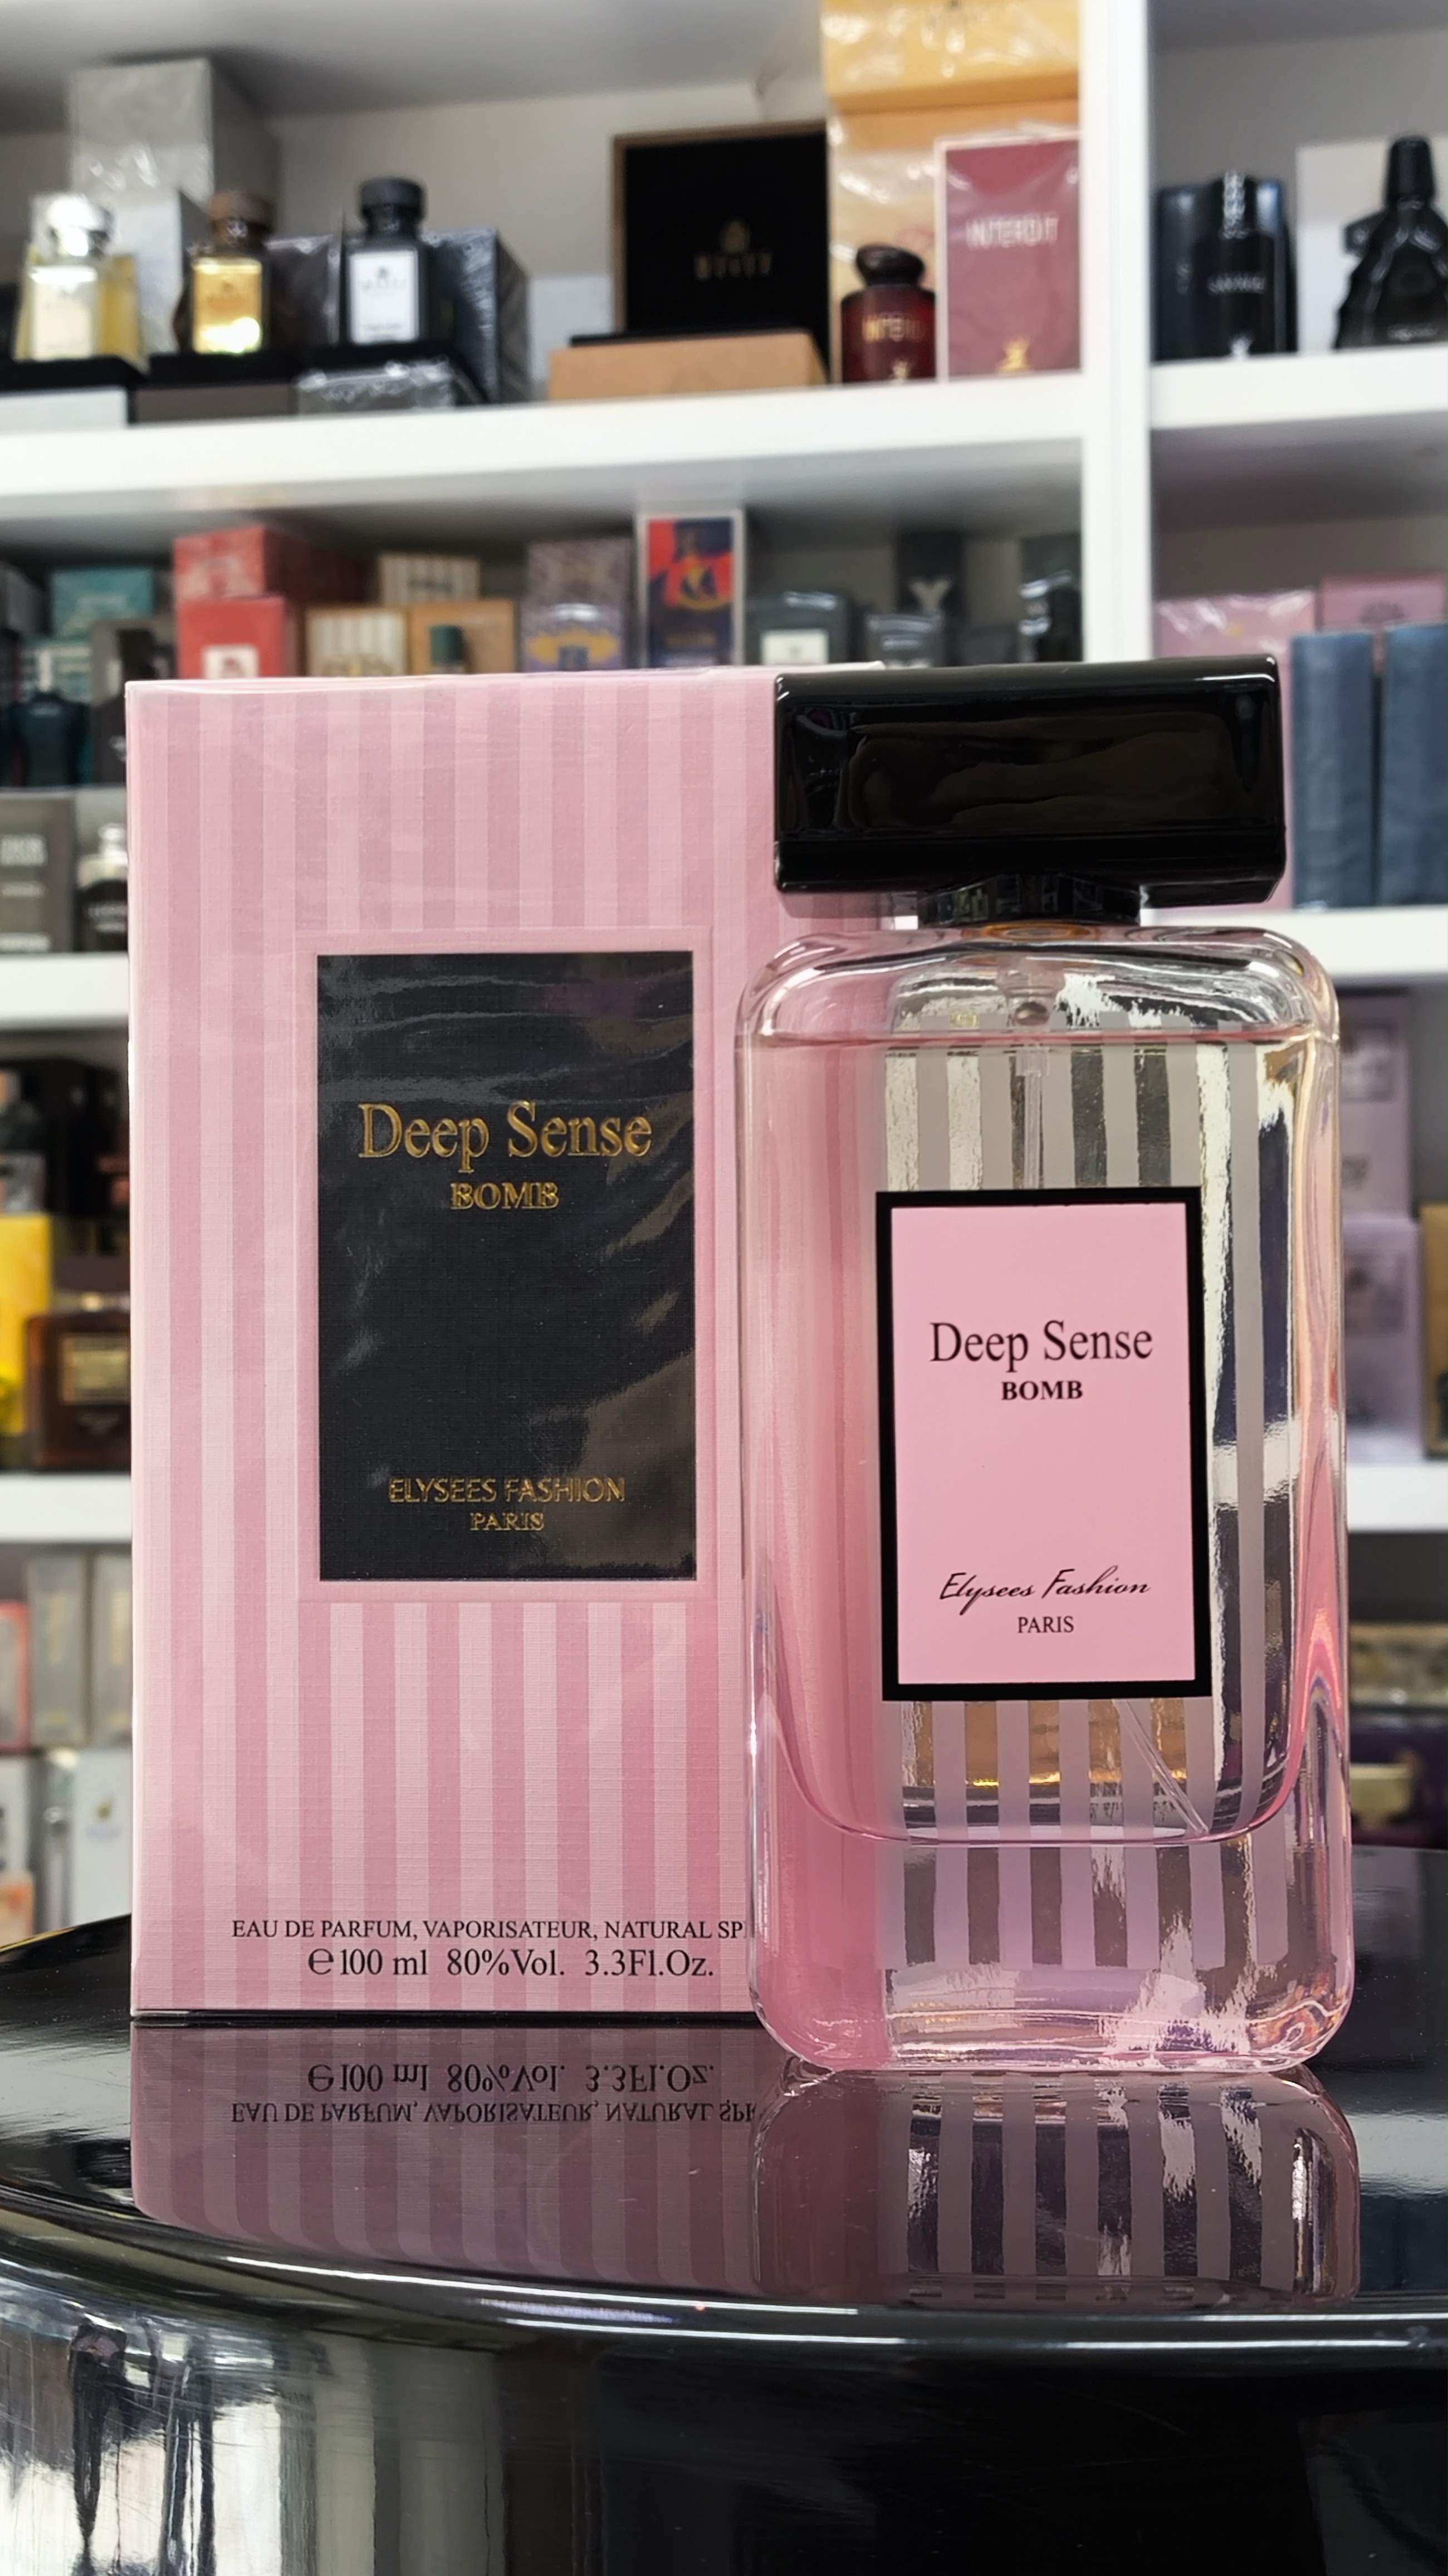 INTERDIT
Deep Sense
BOMB
ELYSEES FASHION
PARIS
EAU DE PARFUM, VAPORISATEUR, NATURAL
℮100 ml 80%Vol. 3.3Fl.Oz.
Deep Sense
BOMB
Elysees Fashion
PARIS